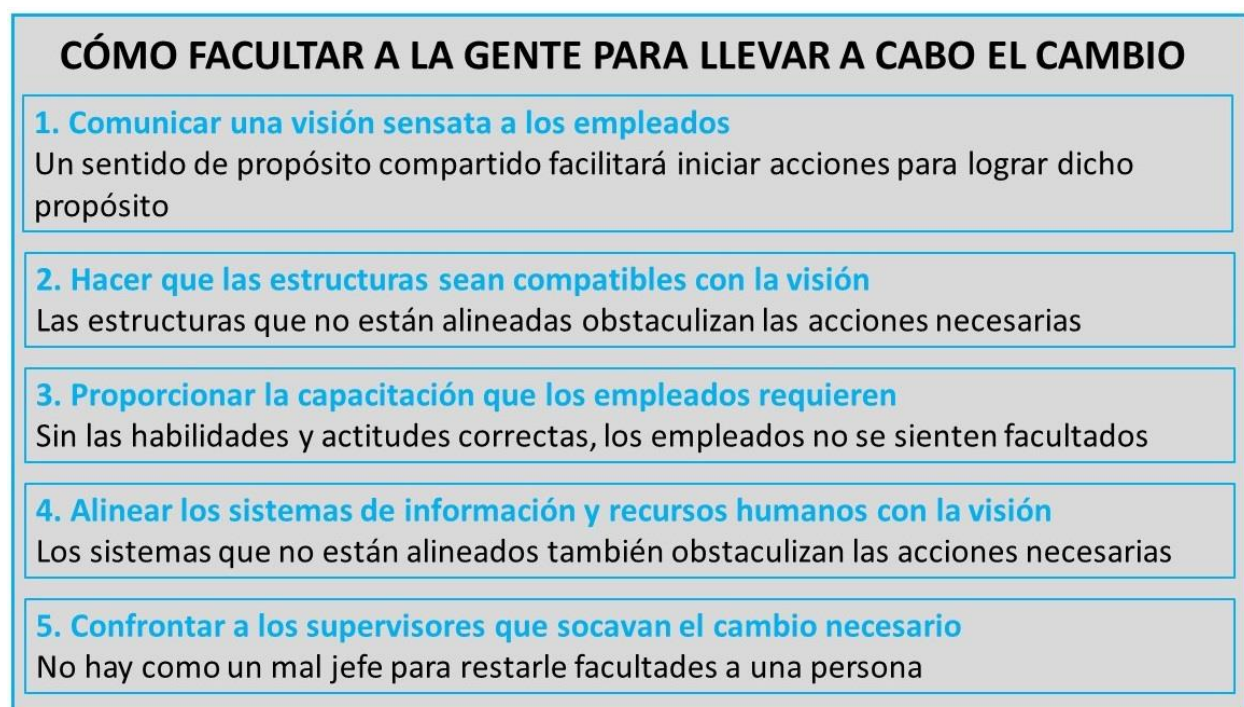 CÓMO FACULTAR A LA GENTE PARA LLEVAR A CABO EL CAMBIO
1. Comunicar una visión sensata a los empleados
Un sentido de propósito compartido facilitará iniciar acciones para lograr dicho
propósito
2. Hacer que las estructuras sean compatibles con la visión
Las estructuras que no están alineadas obstaculizan las acciones necesarias
3. Proporcionar la capacitación que los empleados requieren
Sin las habilidades y actitudes correctas, los empleados no se sienten facultados
4. Alinear los sistemas de información y recursos humanos con la visión
Los sistemas que no están alineados también obstaculizan las acciones necesarias
5. Confrontar a los supervisores que socavan el cambio necesario
No hay como un mal jefe para restarle facultades a una persona